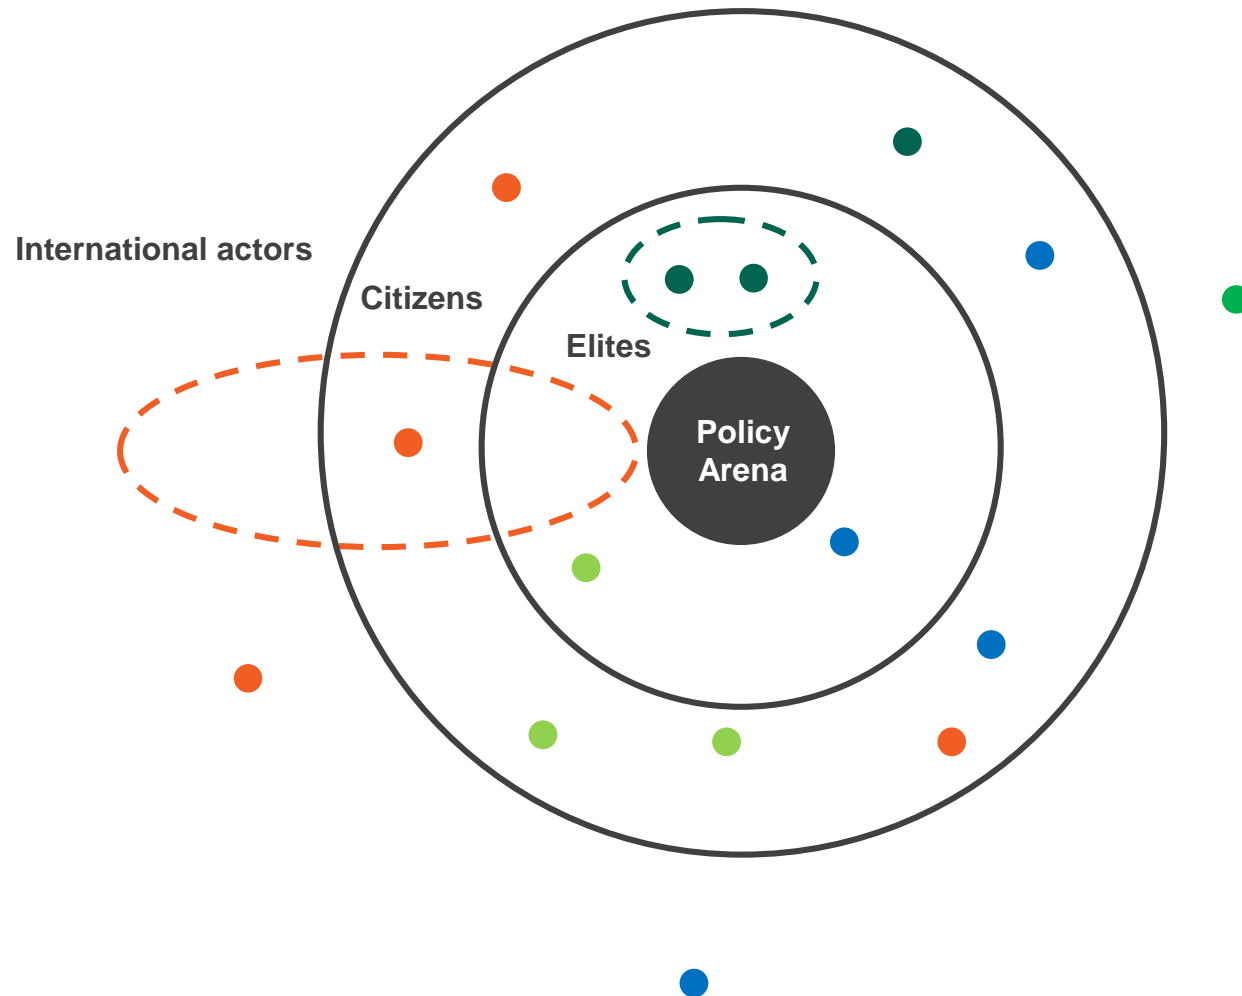 International actors
Citizens
Elites
Policy
Arena